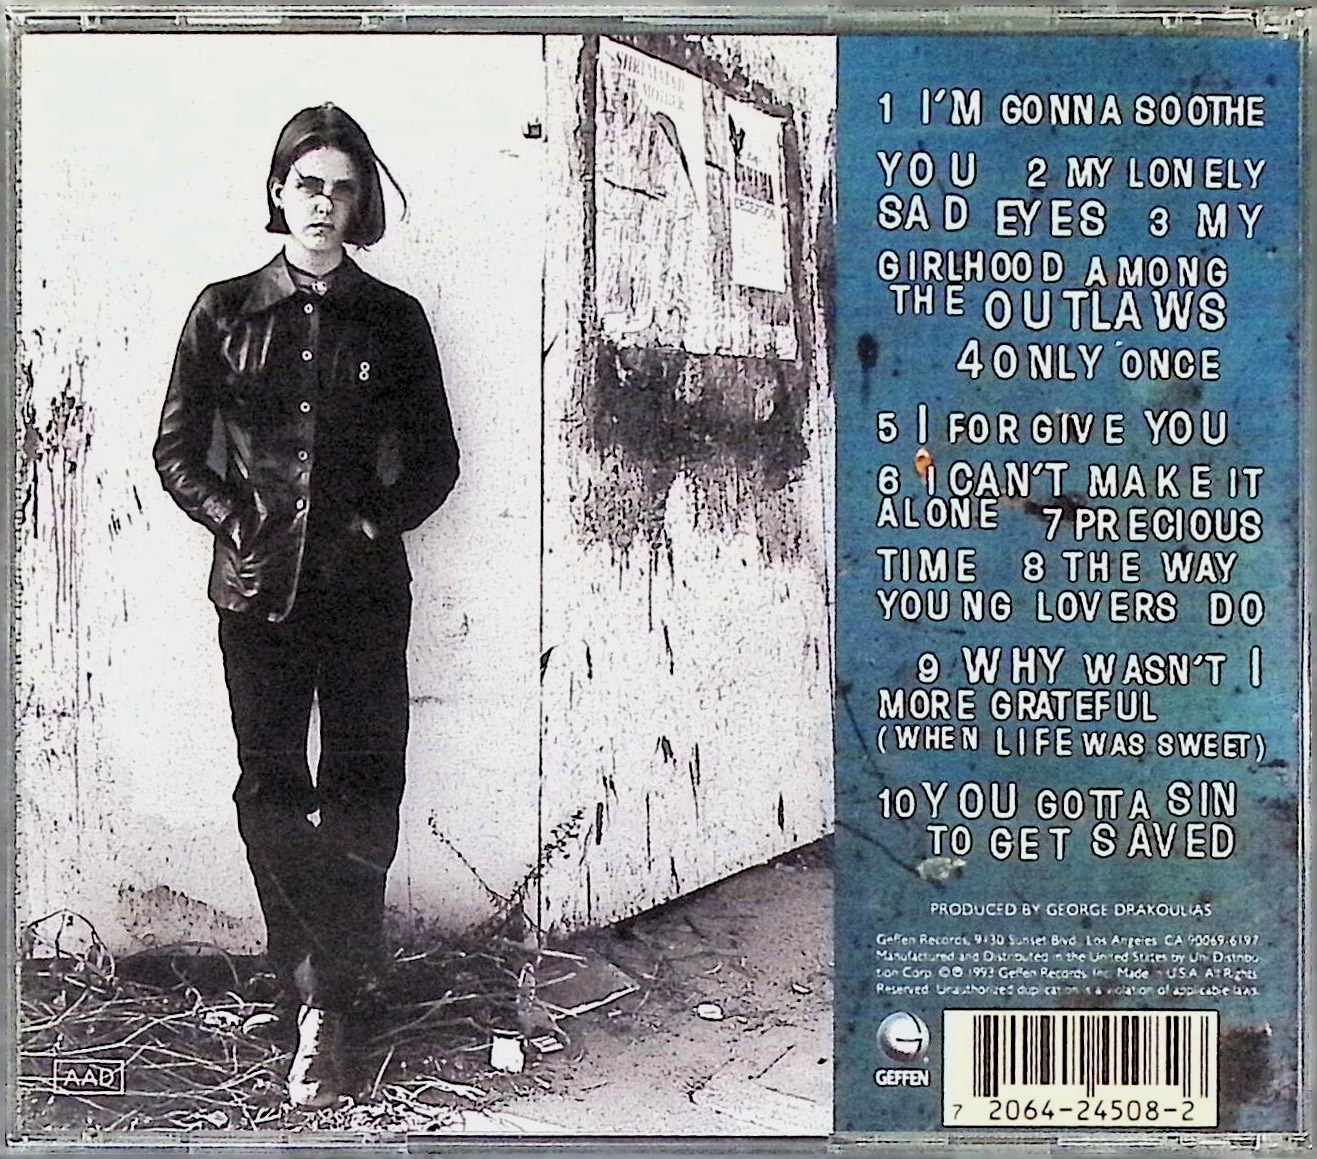 SHRI MATAJI
THE MOTHER
1 I'M GONNA SOOTHE
YOU 2 MY LONELY
SAD EYES 3 MY
GIRLHOOD AMONG
THE OUTLAWS
4 ONLY ONCE
5 I FORGIVE YOU
6 I CAN'T MAKE IT
ALONE 7 PRECIOUS
TIME 8 THE WAY
YOUNG LOVERS DO
9 WHY WASN'T I
MORE GRATEFUL
(WHEN LIFE WAS SWEET)
10 YOU GOTTA SIN
TO GET SAVED
PRODUCED BY GEORGE DRAKOULIAS
Geffen Records, 9130 Sunset Blvd., Los Angeles, CA 90069-6197
Manufactured and Distributed in the United States by Uni Distribu-
tion Corp. © ℗ 1993 Geffen Records, Inc. Made in U.S.A. All Rights
Reserved. Unauthorized duplication is a violation of applicable laws.
GEFFEN
7 2064-24508-2
AAD